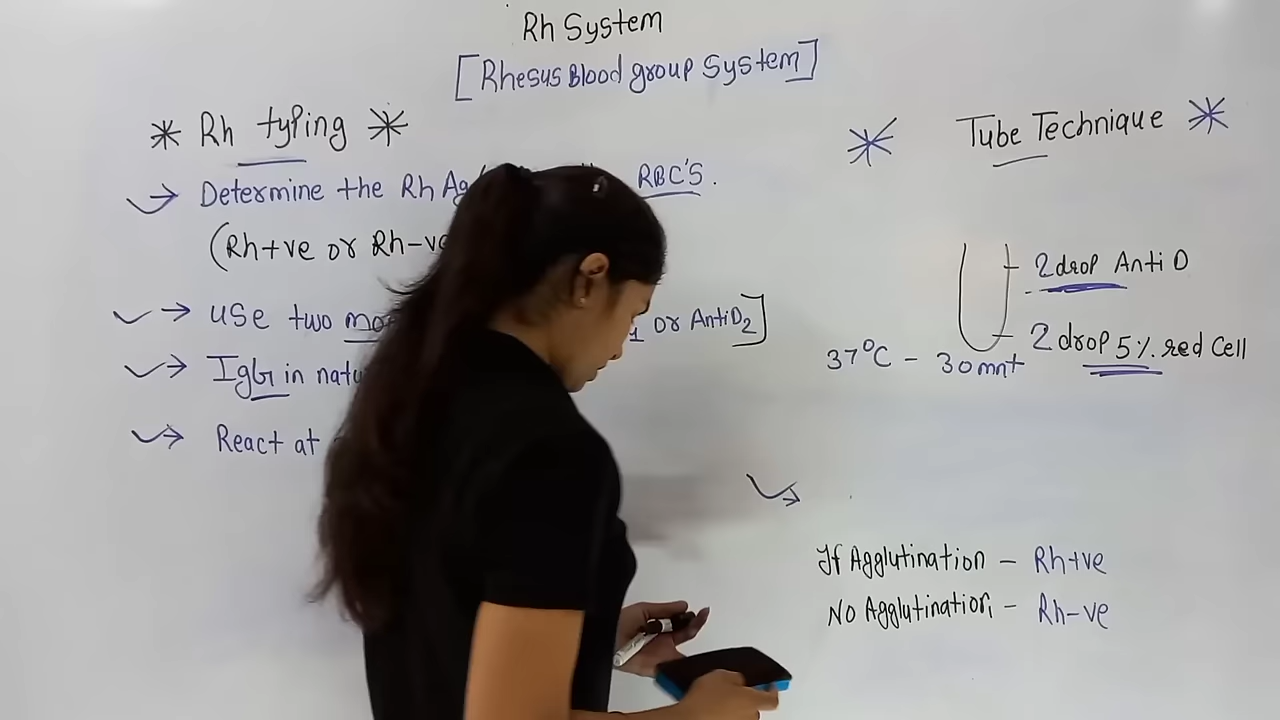 Rh System
[Rhesus Blood group System]
* Rh typing *
→ Determine the Rh Ag RBC'S.
(Rh+ve or Rh-ve
→ Use two or AntiD2]
→ IgG in
→ React at
* Tube Technique *
2 drop Anti D
2 drop 5% red Cell
37°C - 30 mnt
If Agglutination - Rh+ve
No Agglutination - Rh-ve